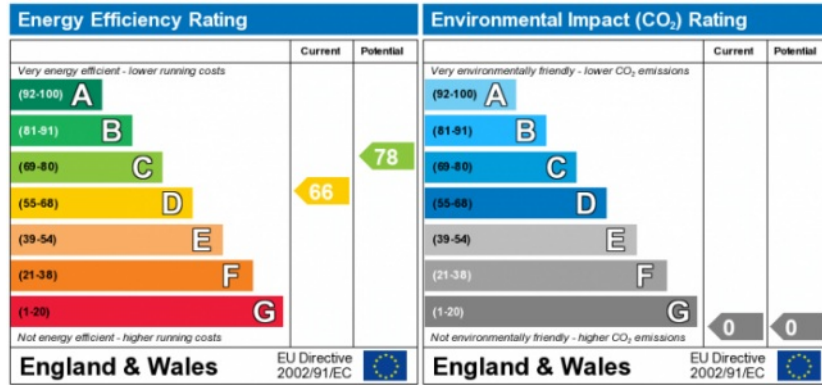 Energy Efficiency Rating
Current Potential
Very energy efficient - lower running costs
(92-100) A
(81-91) B
(69-80) C
(55-68) D
(39-54) E
(21-38) F
(1-20) G
66
78
Not energy efficient - higher running costs
England & Wales
EU Directive
2002/91/EC
Environmental Impact (CO₂) Rating
Current Potential
Very environmentally friendly - lower CO₂ emissions
(92-100) A
(81-91) B
(69-80) C
(55-68) D
(39-54) E
(21-38) F
(1-20) G
0
0
Not environmentally friendly - higher CO₂ emissions
England & Wales
EU Directive
2002/91/EC